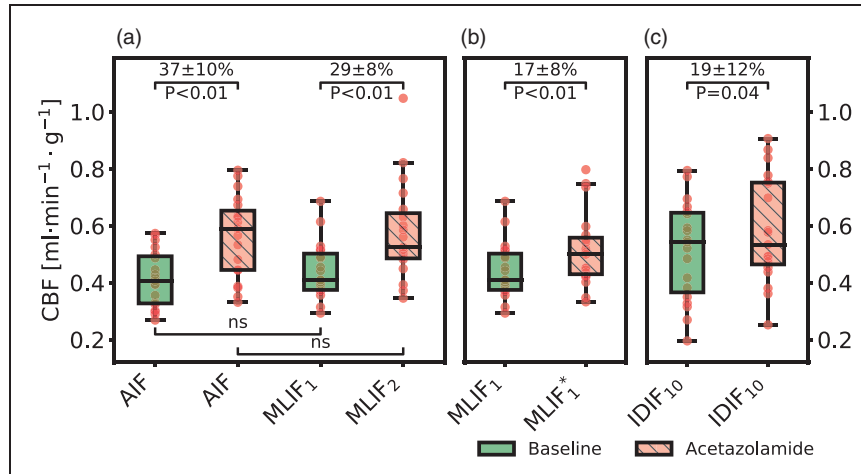 (a) (b) (c)
37±10% 29±8% 17±8% 19±12%
P<0.01 P<0.01 P<0.01 P=0.04
CBF [ml·min⁻¹·g⁻¹]
1.0 1.0
0.8 0.8
0.6 0.6
0.4 0.4
0.2 0.2
ns
ns
AIF AIF MLIF₁ MLIF₂ MLIF₁ MLIF₁* IDIF₁₀ IDIF₁₀
Baseline Acetazolamide